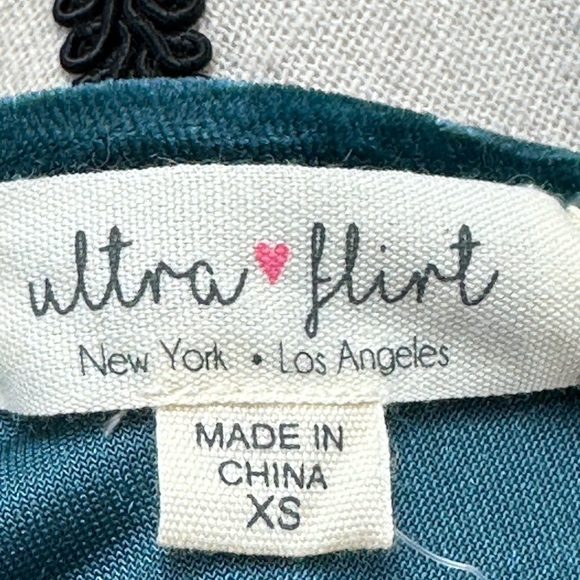 ultra flirt
New York • Los Angeles
MADE IN
CHINA
XS